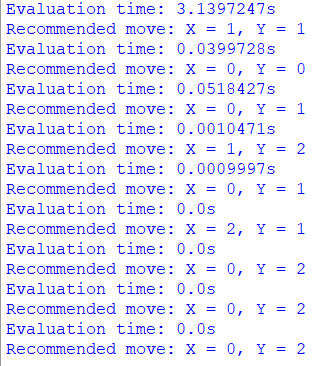 Evaluation time: 3.1397247s
Recommended move: X = 1, Y = 1
Evaluation time: 0.0399728s
Recommended move: X = 0, Y = 0
Evaluation time: 0.0518427s
Recommended move: X = 0, Y = 1
Evaluation time: 0.0010471s
Recommended move: X = 1, Y = 2
Evaluation time: 0.0009997s
Recommended move: X = 0, Y = 1
Evaluation time: 0.0s
Recommended move: X = 2, Y = 1
Evaluation time: 0.0s
Recommended move: X = 0, Y = 2
Evaluation time: 0.0s
Recommended move: X = 0, Y = 2
Evaluation time: 0.0s
Recommended move: X = 0, Y = 2